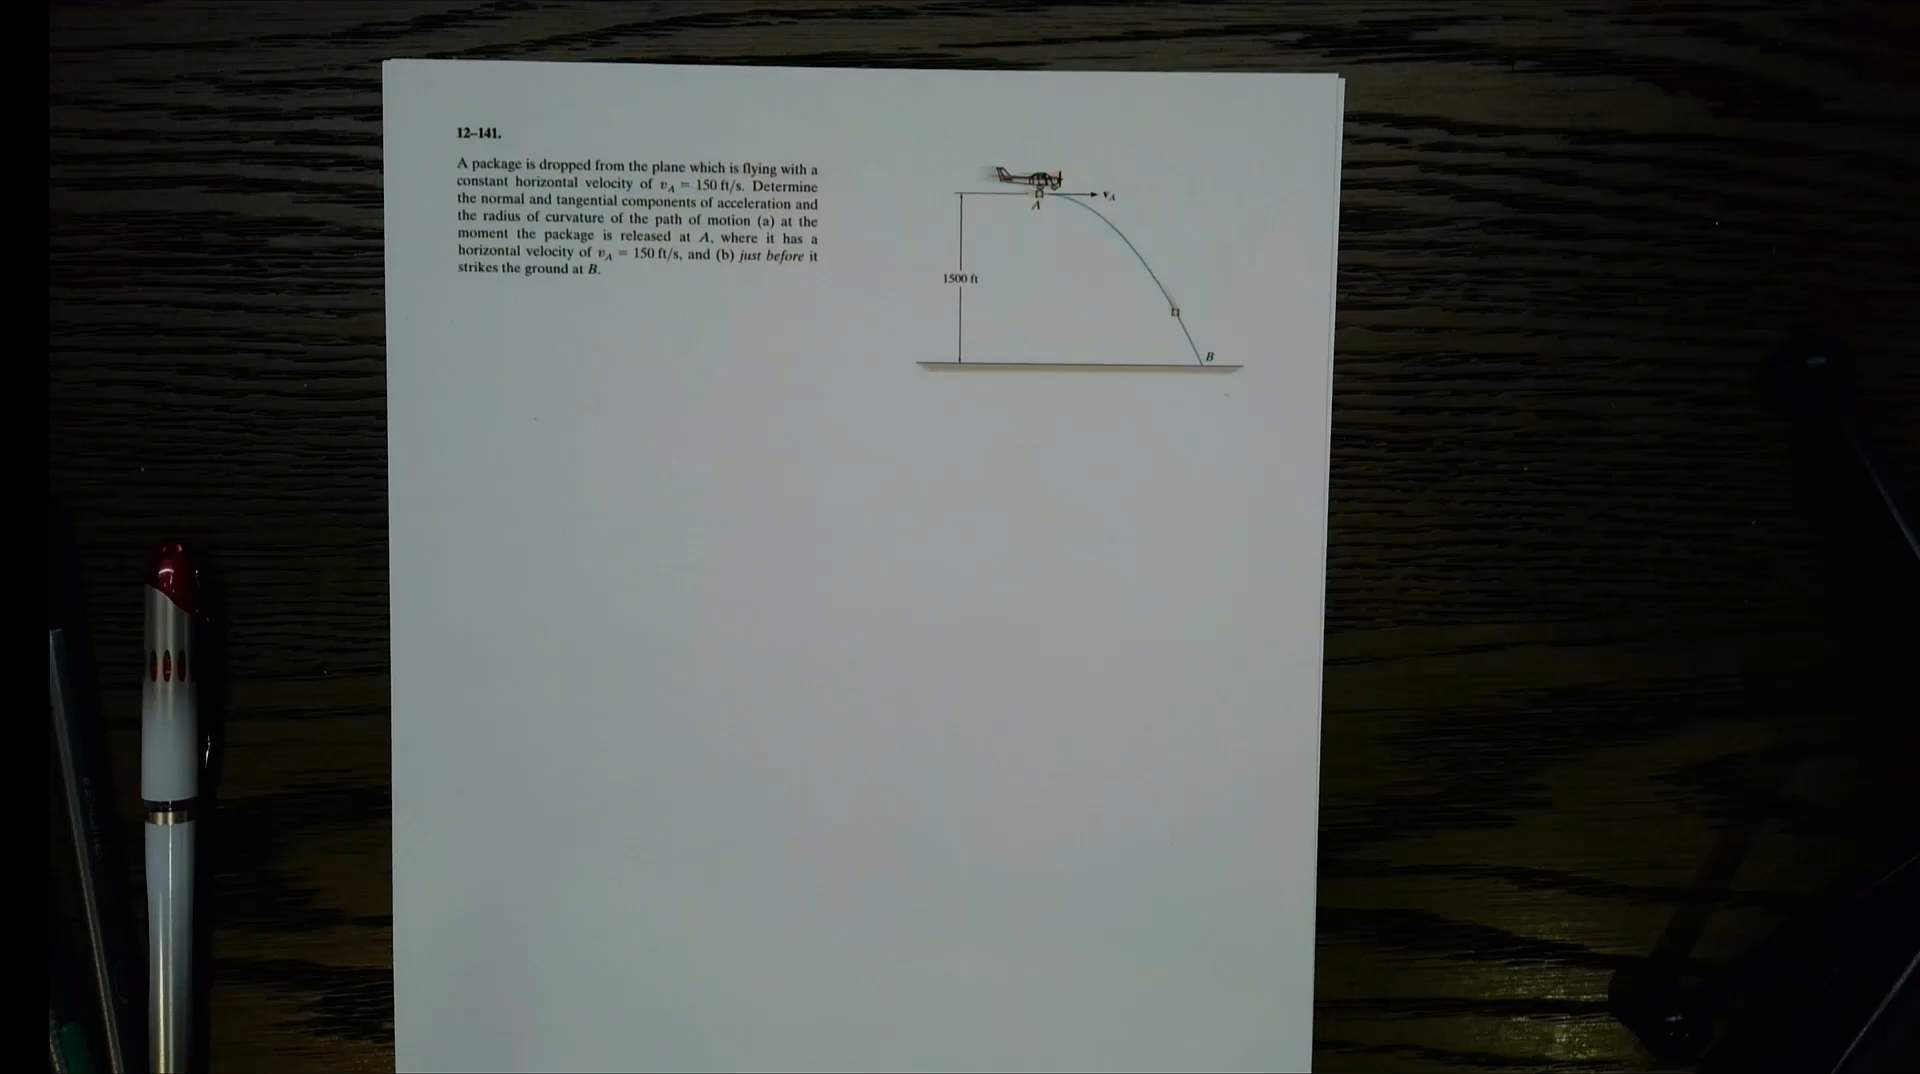 12–141.
A package is dropped from the plane which is flying with a
constant horizontal velocity of v_A = 150 ft/s. Determine
the normal and tangential components of acceleration and
the radius of curvature of the path of motion (a) at the
moment the package is released at A, where it has a
horizontal velocity of v_A = 150 ft/s, and (b) just before it
strikes the ground at B.
v_A
A
1500 ft
B